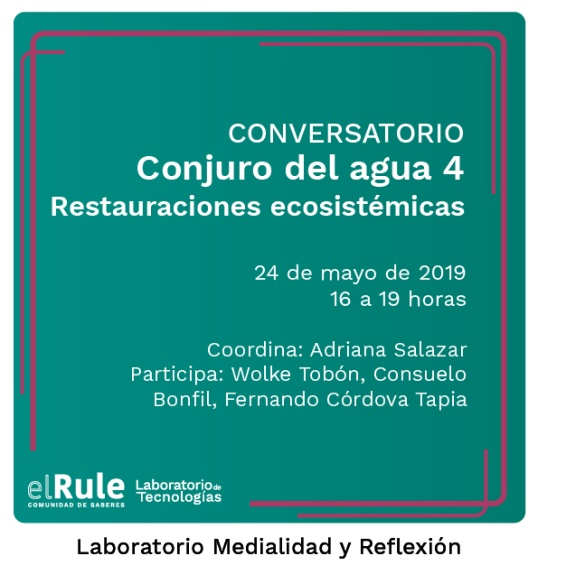 CONVERSATORIO
Conjuro del agua 4
Restauraciones ecosistémicas
24 de mayo de 2019
16 a 19 horas
Coordina: Adriana Salazar
Participa: Wolke Tobón, Consuelo
Bonfil, Fernando Córdova Tapia
elRule
COMUNIDAD DE SABERES
Laboratorio de
Tecnologías
Laboratorio Medialidad y Reflexión